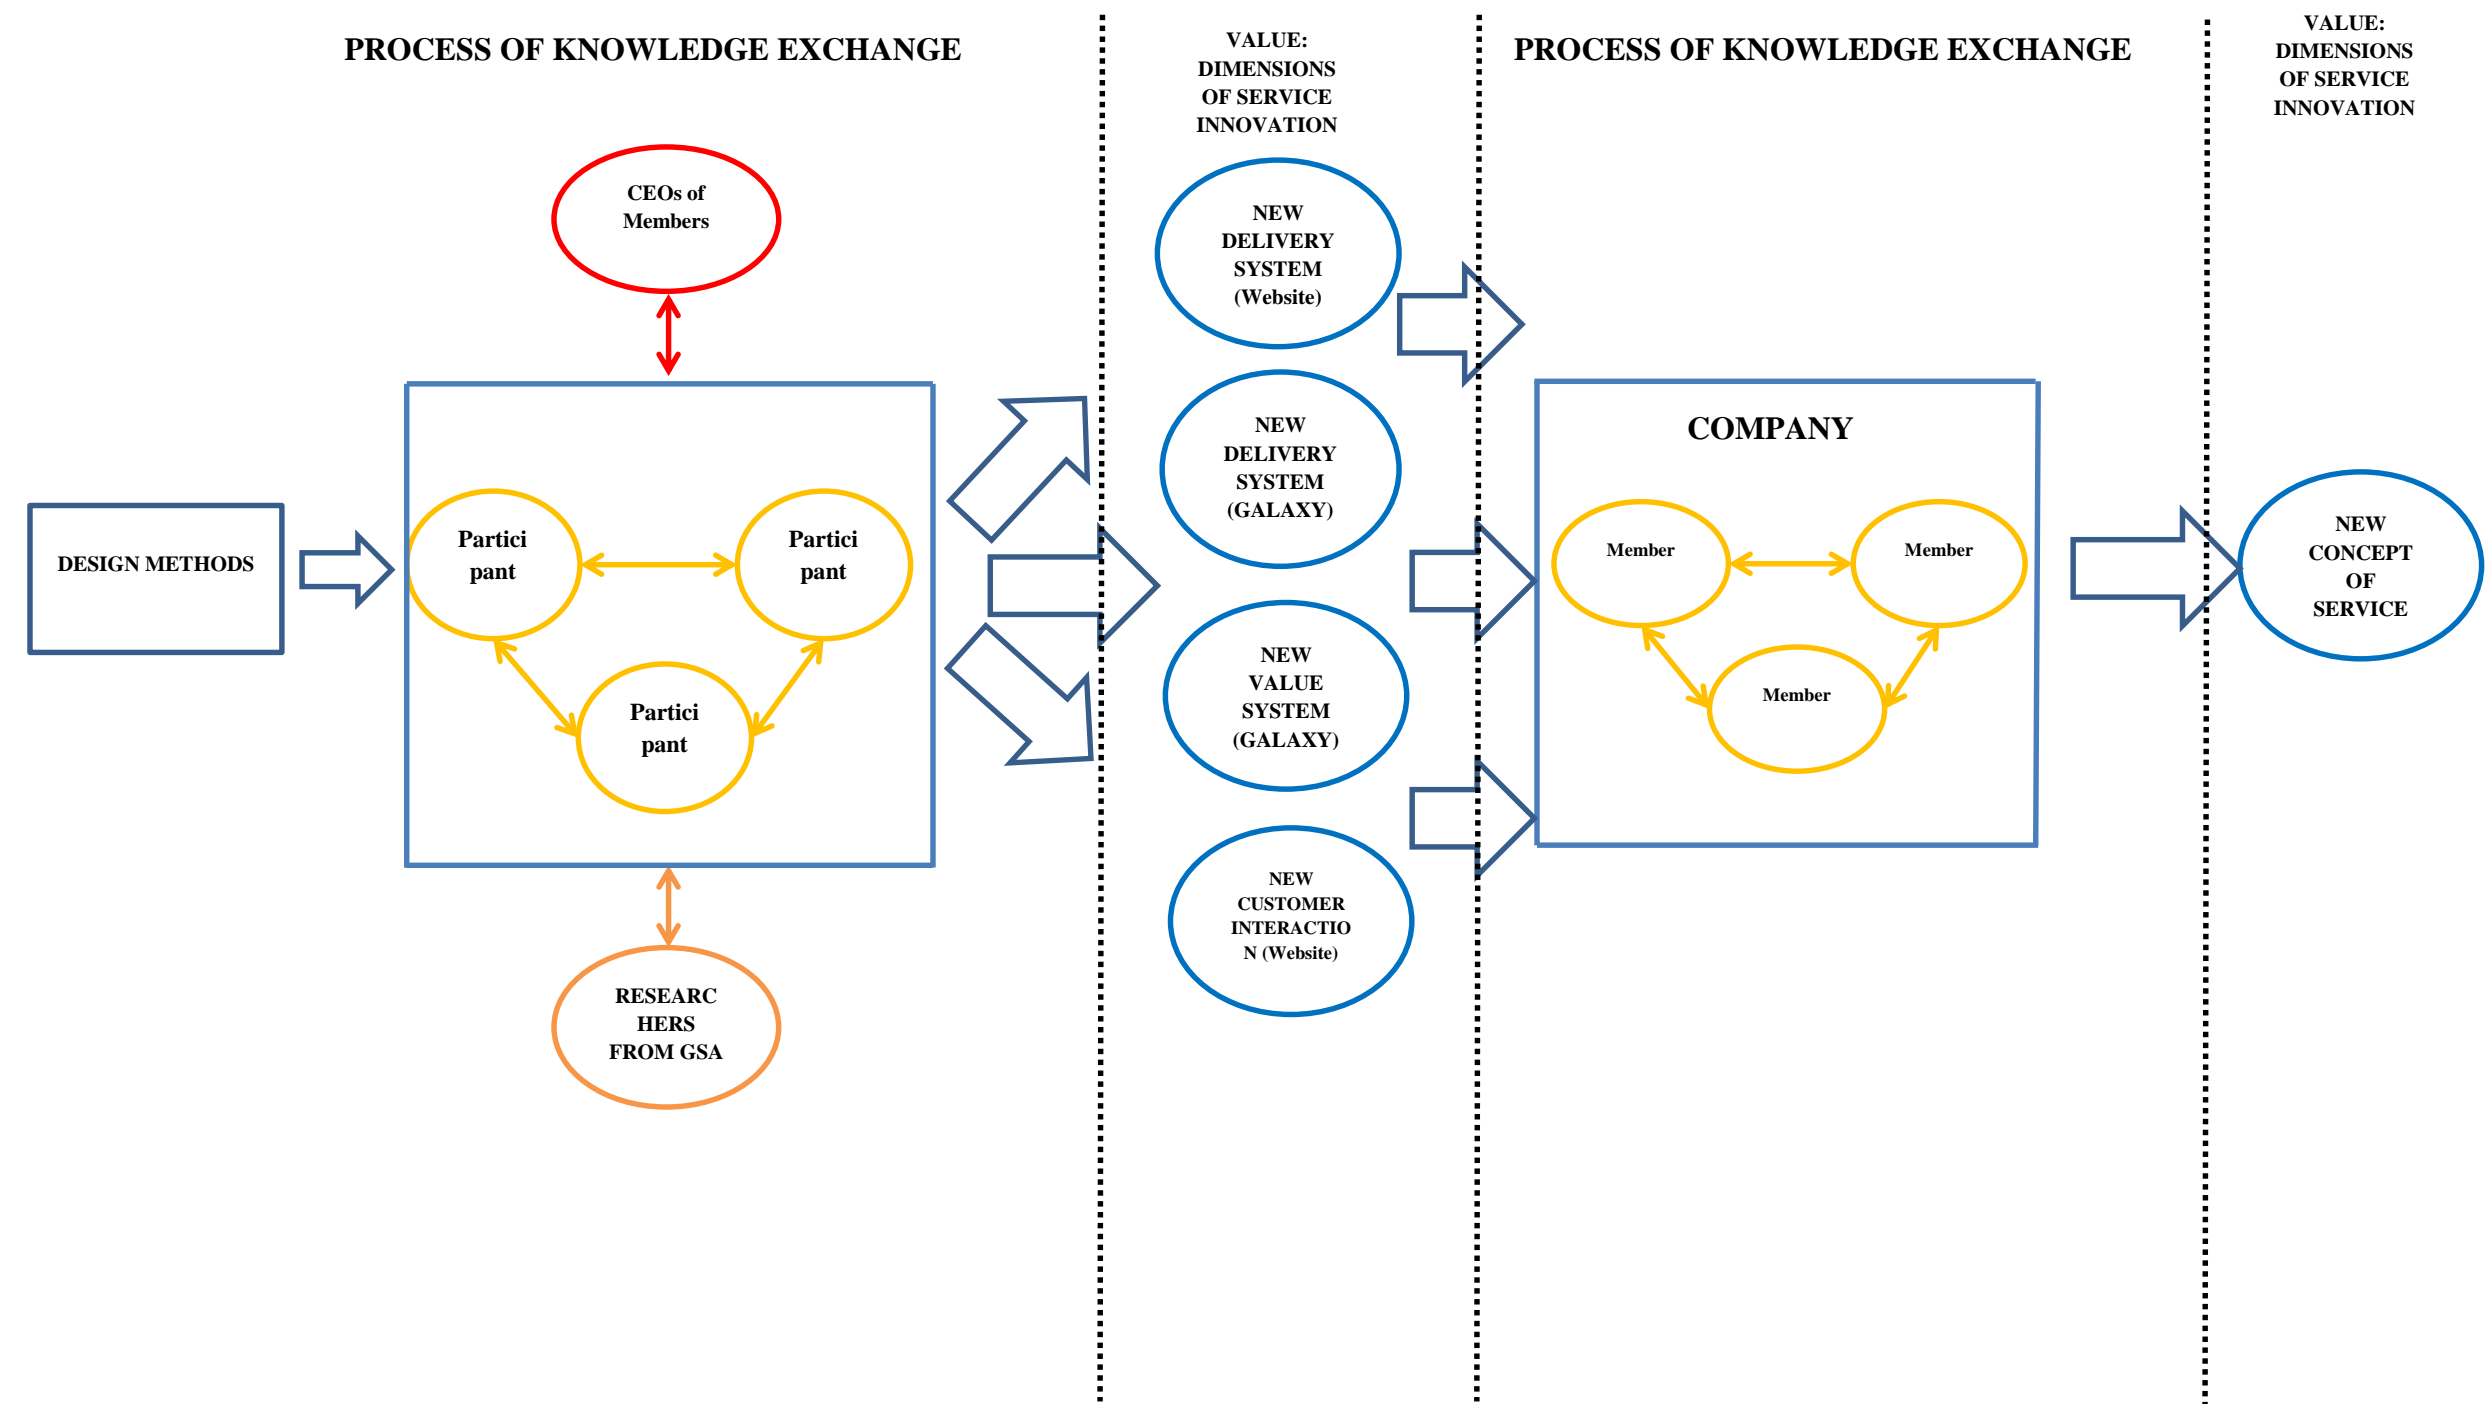 PROCESS OF KNOWLEDGE EXCHANGE
VALUE:
DIMENSIONS
OF SERVICE
INNOVATION
PROCESS OF KNOWLEDGE EXCHANGE
VALUE:
DIMENSIONS
OF SERVICE
INNOVATION
DESIGN METHODS
CEOs of
Members
Partici
pant
Partici
pant
Partici
pant
RESEARC
HERS
FROM GSA
NEW
DELIVERY
SYSTEM
(Website)
NEW
DELIVERY
SYSTEM
(GALAXY)
NEW
VALUE
SYSTEM
(GALAXY)
NEW
CUSTOMER
INTERACTIO
N (Website)
COMPANY
Member
Member
Member
NEW
CONCEPT
OF
SERVICE